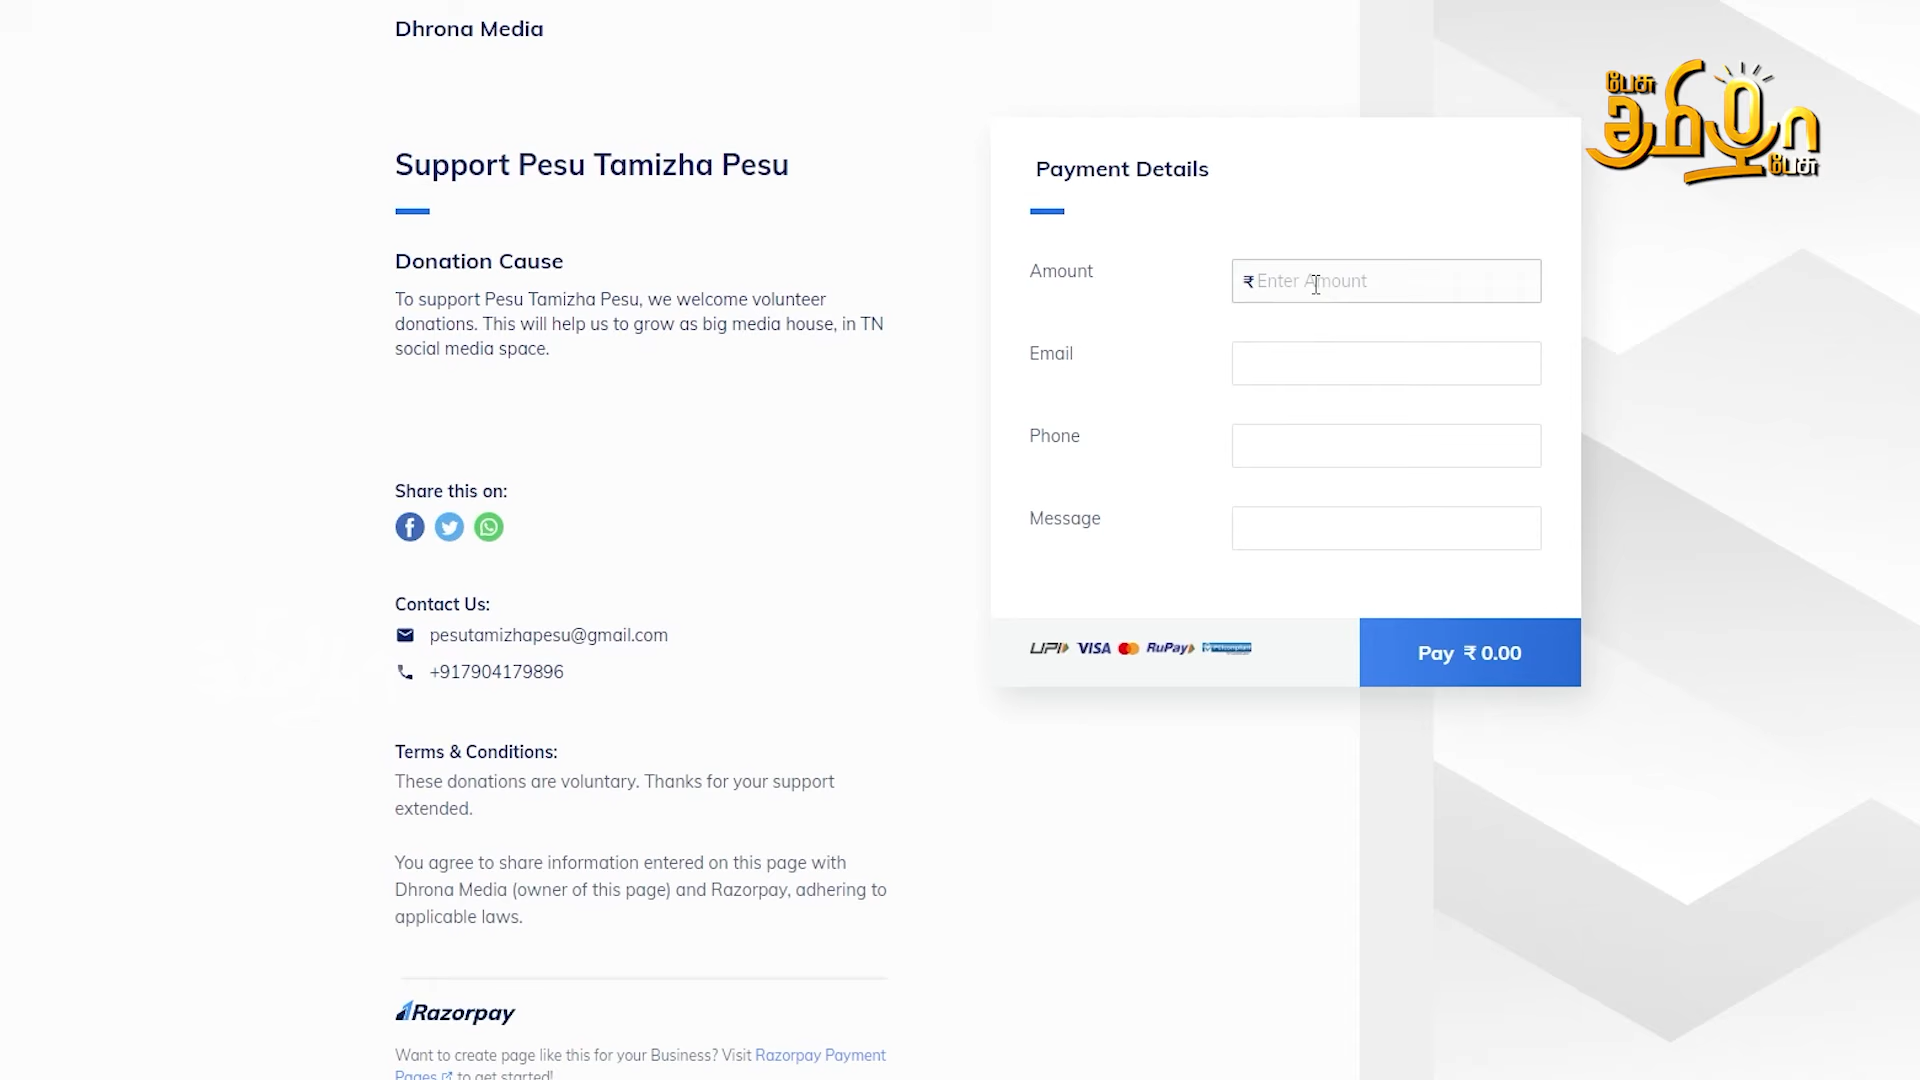 Dhrona Media
பேசு
தமிழா
பேசு
Support Pesu Tamizha Pesu
Payment Details
Donation Cause
To support Pesu Tamizha Pesu, we welcome volunteer
donations. This will help us to grow as big media house, in TN
social media space.
Amount
₹ Enter Amount
Email
Phone
Message
Share this on:
Contact Us:
pesutamizhapesu@gmail.com
+917904179896
UPI VISA RuPay
Pay ₹ 0.00
Terms & Conditions:
These donations are voluntary. Thanks for your support
extended.
You agree to share information entered on this page with
Dhrona Media (owner of this page) and Razorpay, adhering to
applicable laws.
Razorpay
Want to create page like this for your Business? Visit Razorpay Payment
Pages to get started!